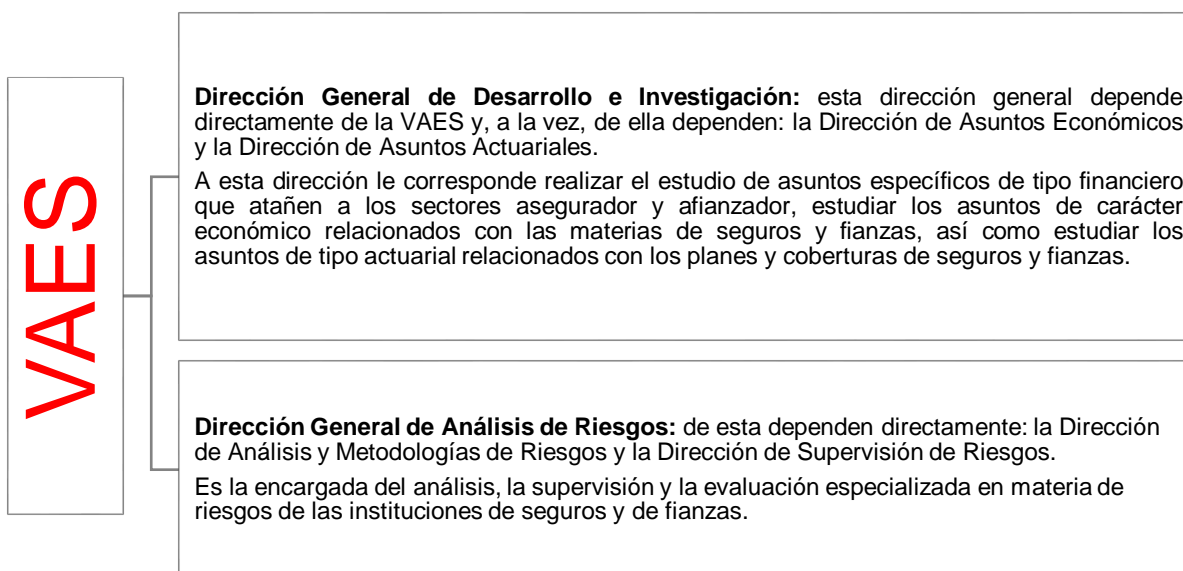 VAES
Dirección General de Desarrollo e Investigación: esta dirección general depende
directamente de la VAES y, a la vez, de ella dependen: la Dirección de Asuntos Económicos
y la Dirección de Asuntos Actuariales.
A esta dirección le corresponde realizar el estudio de asuntos específicos de tipo financiero
que atañen a los sectores asegurador y afianzador, estudiar los asuntos de carácter
económico relacionados con las materias de seguros y fianzas, así como estudiar los
asuntos de tipo actuarial relacionados con los planes y coberturas de seguros y fianzas.
Dirección General de Análisis de Riesgos: de esta dependen directamente: la Dirección
de Análisis y Metodologías de Riesgos y la Dirección de Supervisión de Riesgos.
Es la encargada del análisis, la supervisión y la evaluación especializada en materia de
riesgos de las instituciones de seguros y de fianzas.